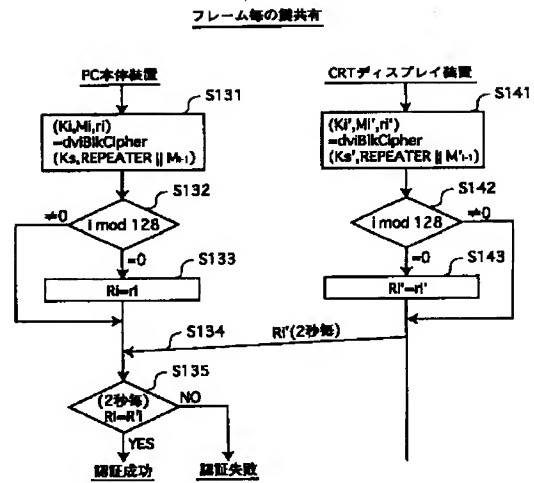 フレーム毎の鍵共有
PC本体装置
S131
(Ki,Mi,ri)
=dviBlkCipher
(Ks,REPEATER || Mi-1)
S132
≠0
i mod 128
=0
S133
Ri=ri
S134
Ri'(2秒毎)
S135
(2秒毎)
Ri=R'i
NO
YES
認証成功
認証失敗
CRTディスプレイ装置
S141
(Ki',Mi',ri')
=dviBlkCipher
(Ks',REPEATER || M'i-1)
S142
≠0
i mod 128
=0
S143
Ri'=ri'